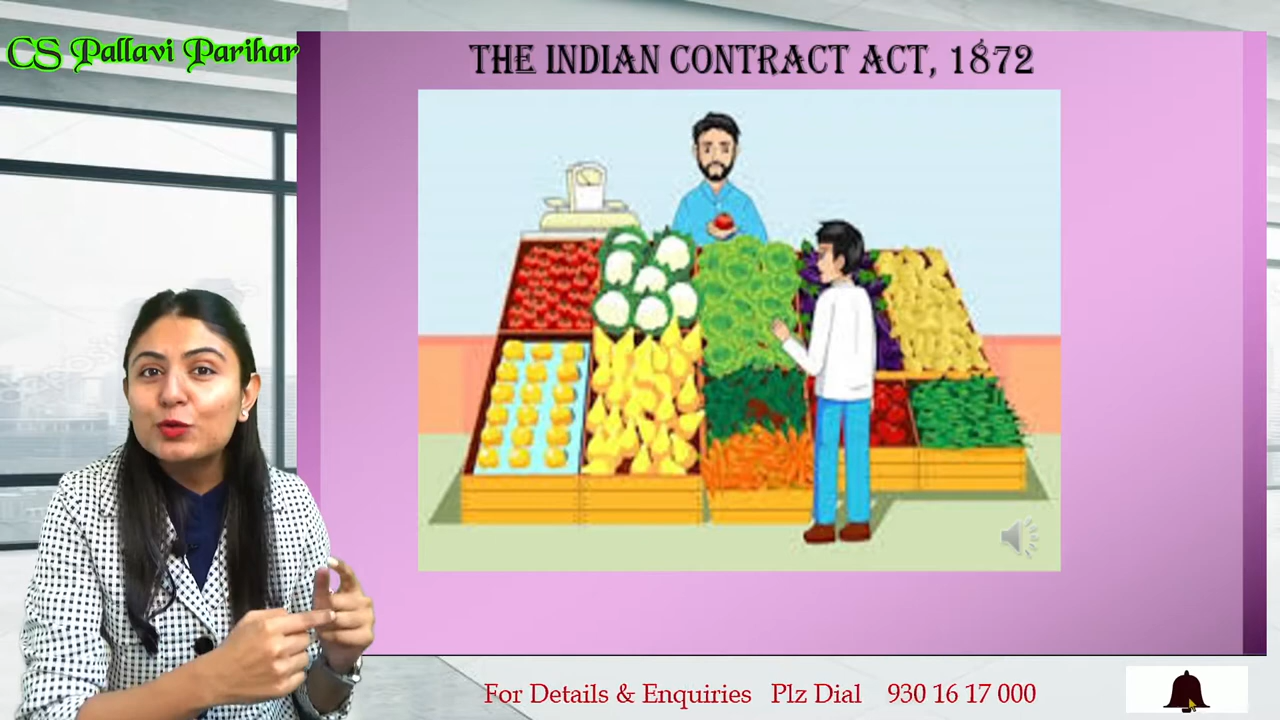 CS Pallavi Parihar
THE INDIAN CONTRACT ACT, 1872
For Details & Enquiries Plz Dial 930 16 17 000